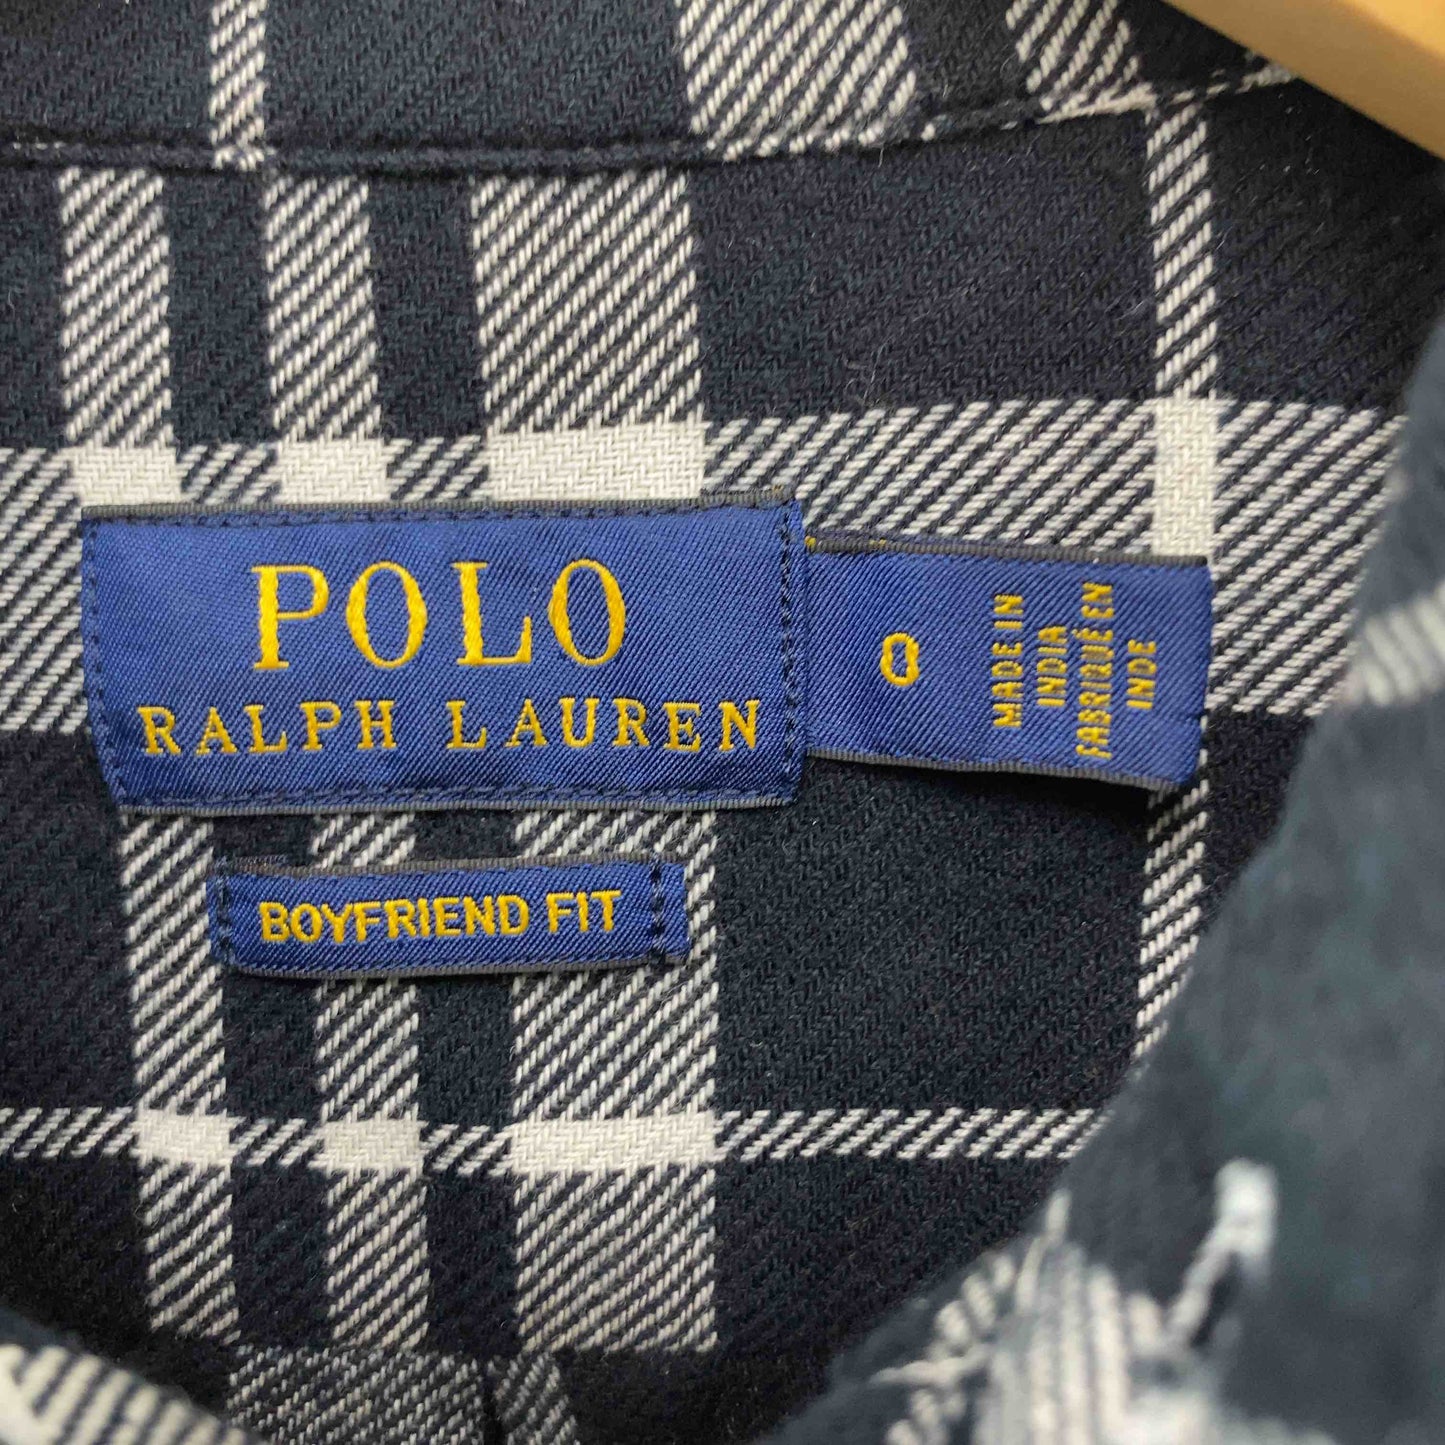 POLO
RALPH LAUREN
0
MADE IN
INDIA
FABRIQUÉ EN
INDE
BOYFRIEND FIT